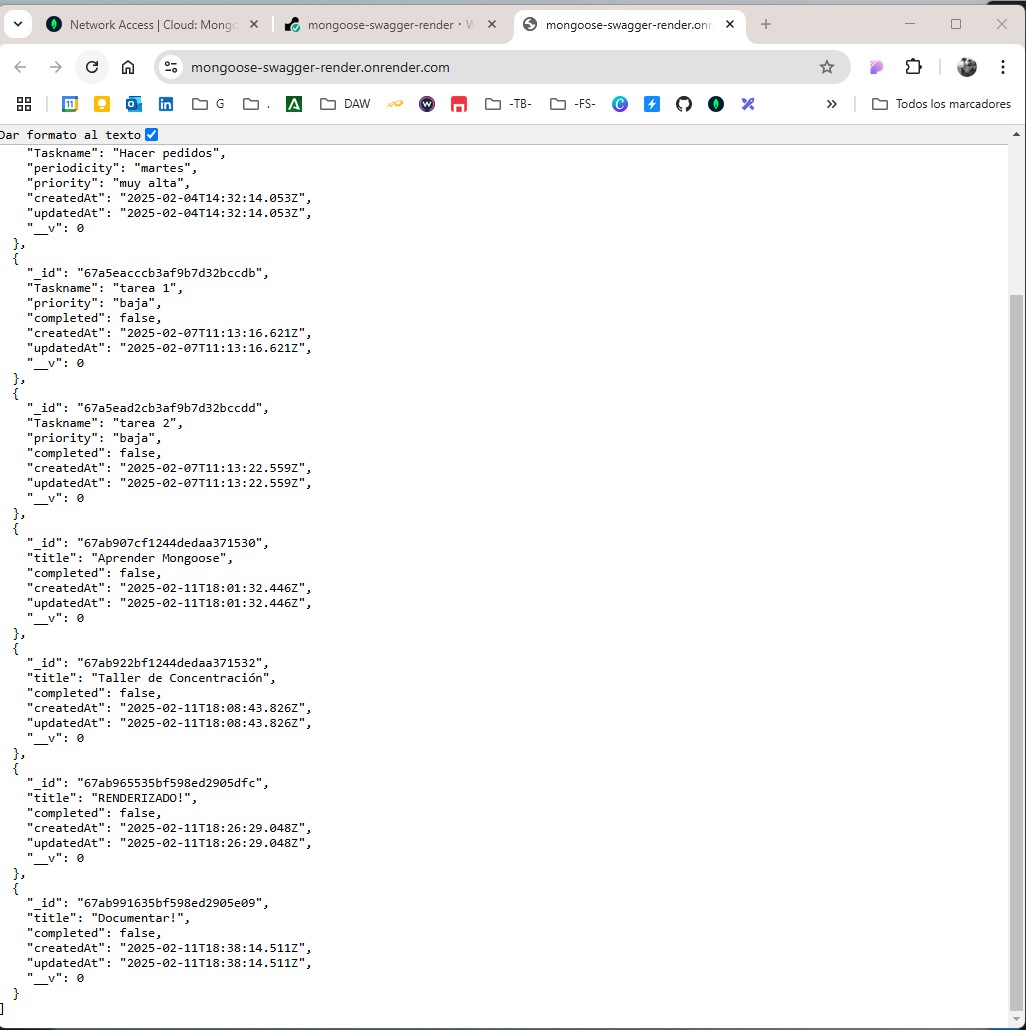 Network Access | Cloud: Mong
mongoose-swagger-render · W
mongoose-swagger-render.onr
mongoose-swagger-render.onrender.com
11
G
.
A
DAW
W
-TB-
-FS-
C
Todos los marcadores
Dar formato al texto
"Taskname": "Hacer pedidos",
"periodicity": "martes",
"priority": "muy alta",
"createdAt": "2025-02-04T14:32:14.053Z",
"updatedAt": "2025-02-04T14:32:14.053Z",
"__v": 0
},
{
"_id": "67a5eacccb3af9b7d32bccdb",
"Taskname": "tarea 1",
"priority": "baja",
"completed": false,
"createdAt": "2025-02-07T11:13:16.621Z",
"updatedAt": "2025-02-07T11:13:16.621Z",
"__v": 0
},
{
"_id": "67a5ead2cb3af9b7d32bccdd",
"Taskname": "tarea 2",
"priority": "baja",
"completed": false,
"createdAt": "2025-02-07T11:13:22.559Z",
"updatedAt": "2025-02-07T11:13:22.559Z",
"__v": 0
},
{
"_id": "67ab907cf1244dedaa371530",
"title": "Aprender Mongoose",
"completed": false,
"createdAt": "2025-02-11T18:01:32.446Z",
"updatedAt": "2025-02-11T18:01:32.446Z",
"__v": 0
},
{
"_id": "67ab922bf1244dedaa371532",
"title": "Taller de Concentración",
"completed": false,
"createdAt": "2025-02-11T18:08:43.826Z",
"updatedAt": "2025-02-11T18:08:43.826Z",
"__v": 0
},
{
"_id": "67ab965535bf598ed2905dfc",
"title": "RENDERIZADO!",
"completed": false,
"createdAt": "2025-02-11T18:26:29.048Z",
"updatedAt": "2025-02-11T18:26:29.048Z",
"__v": 0
},
{
"_id": "67ab991635bf598ed2905e09",
"title": "Documentar!",
"completed": false,
"createdAt": "2025-02-11T18:38:14.511Z",
"updatedAt": "2025-02-11T18:38:14.511Z",
"__v": 0
}
]